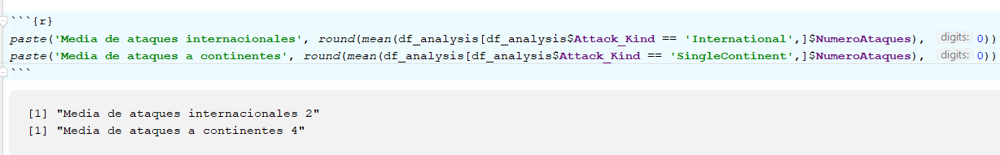 ```{r}
paste('Media de ataques internacionales', round(mean(df_analysis[df_analysis$Attack_Kind == 'International',]$NumeroAtaques), digits: 0))
paste('Media de ataques a continentes', round(mean(df_analysis[df_analysis$Attack_Kind == 'SingleContinent',]$NumeroAtaques), digits: 0))
```
[1] "Media de ataques internacionales 2"
[1] "Media de ataques a continentes 4"